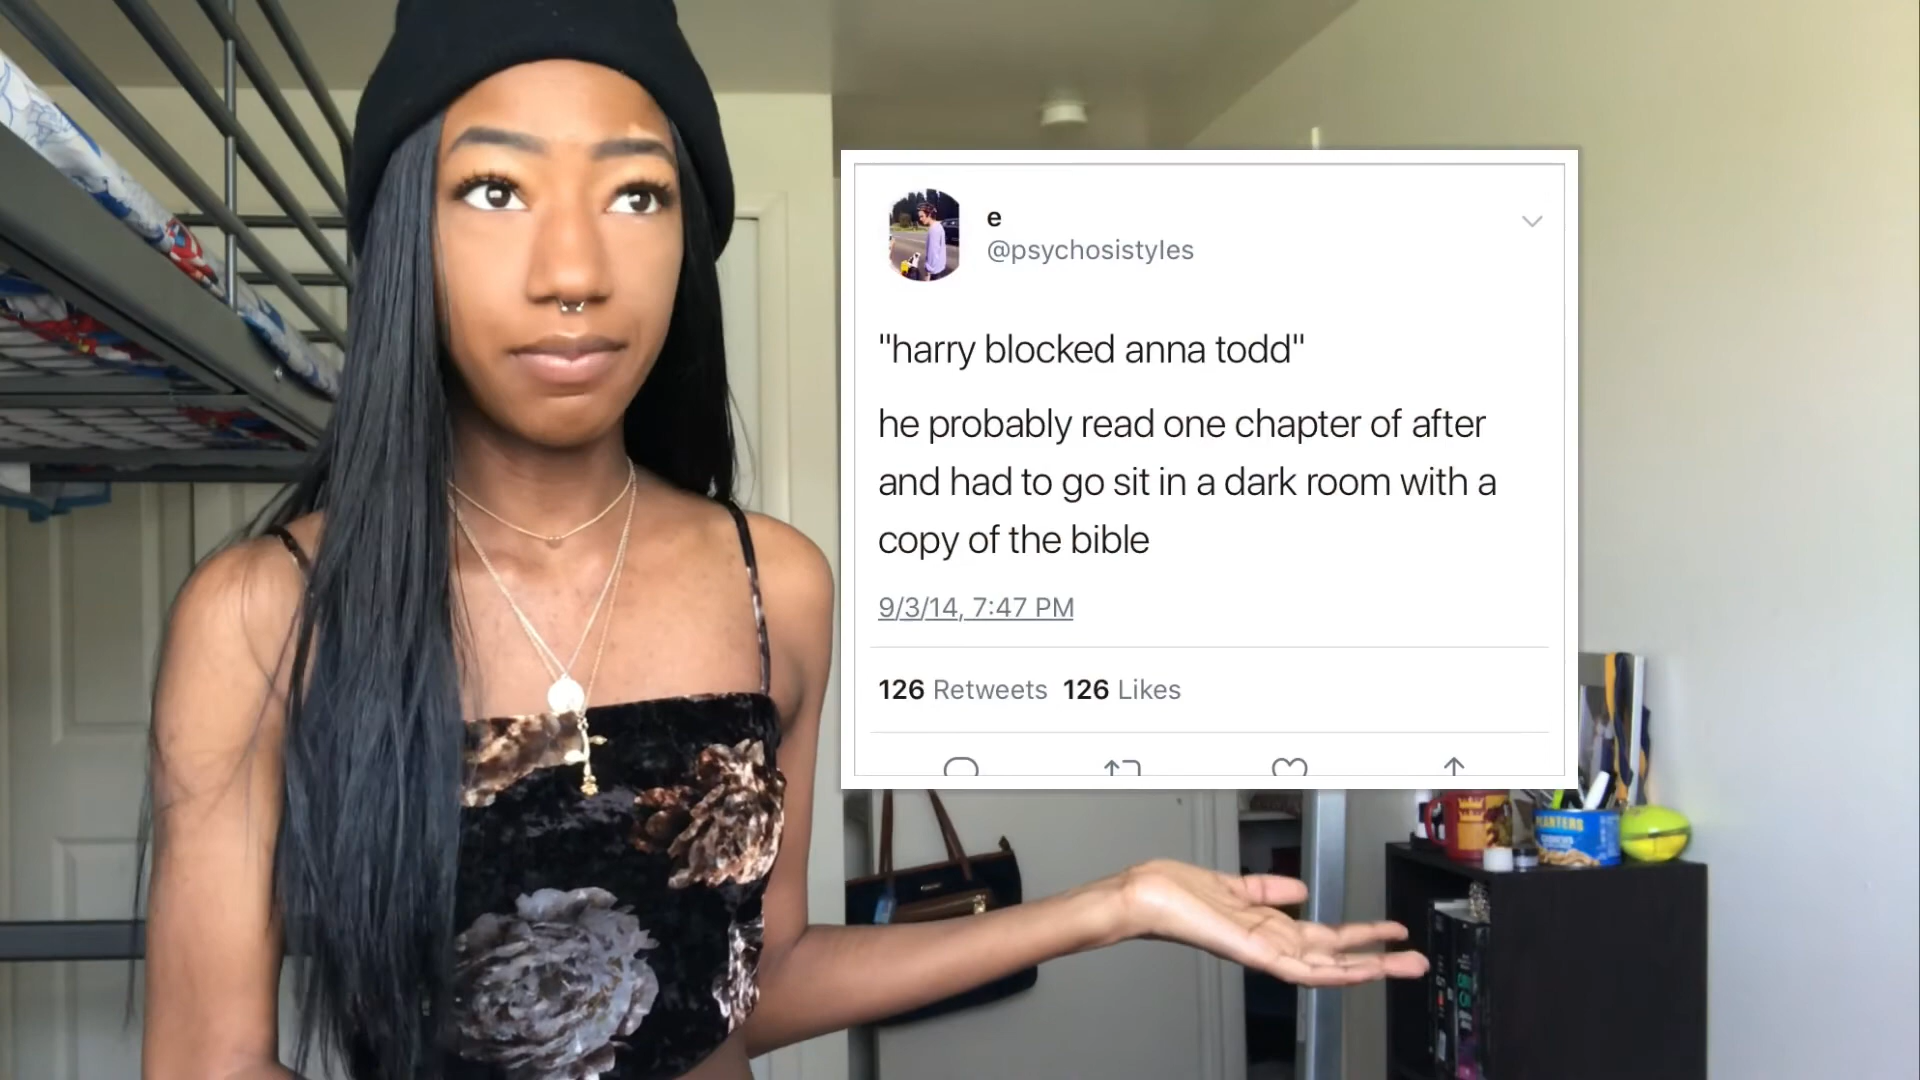 e
@psychosistyles
"harry blocked anna todd"
he probably read one chapter of after
and had to go sit in a dark room with a
copy of the bible
9/3/14, 7:47 PM
126 Retweets 126 Likes
PLANTERS